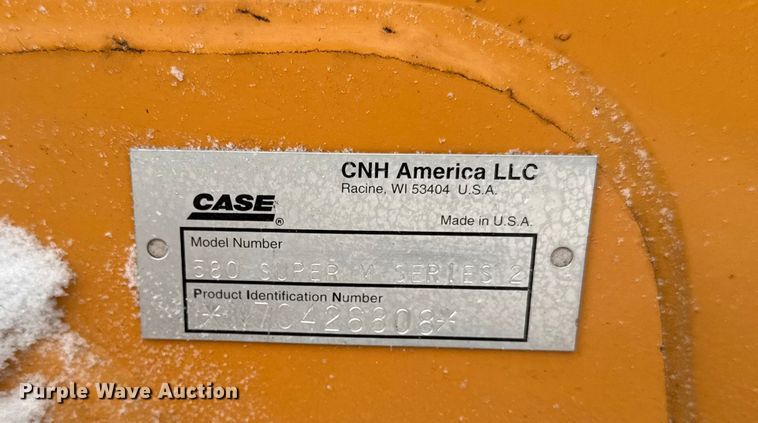 CNH America LLC
Racine, WI 53404 U.S.A.
CASE
®
Made in U.S.A.
Model Number
580 SUPER M SERIES 2
Product Identification Number
Purple Wave Auction